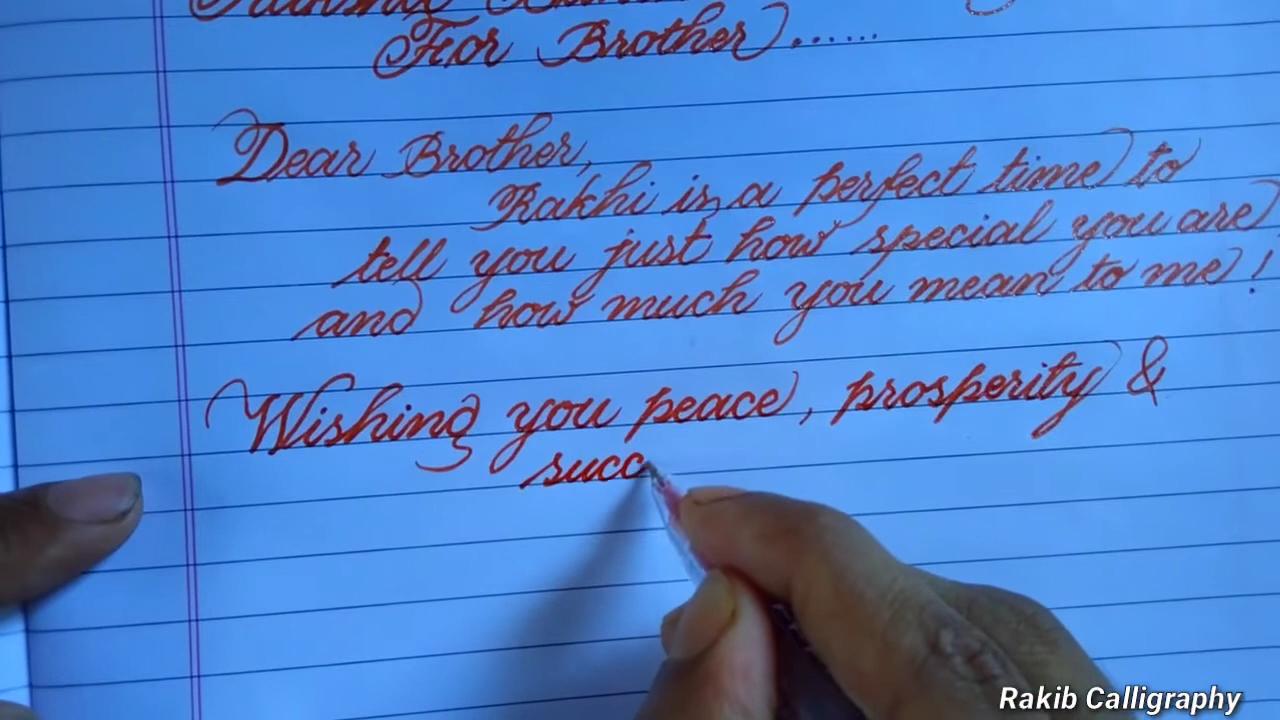 For Brother......
Dear Brother,
Rakhi is a perfect time to
tell you just how special you are
and how much you mean to me!
Wishing you peace, prosperity &
succ
Rakib Calligraphy